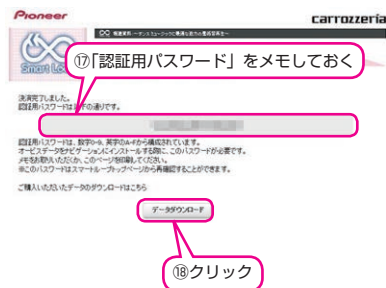 Pioneer
carrozzeria
Smart Lo
⑰「認証用パスワード」をメモしておく
決済完了しました。
認証用パスワードは以下の通りです。
認証用パスワードは、数字0~9、英字のA~Fから構成されています。
オービスデータをナビゲーションにインストールする際に、このパスワードが必要です。
メモをお取りいただくか、このページを印刷してください。
※このパスワードはスマートループトップページから再確認することができます。
ご購入いただいたデータのダウンロードはこちら
データダウンロード
⑱クリック